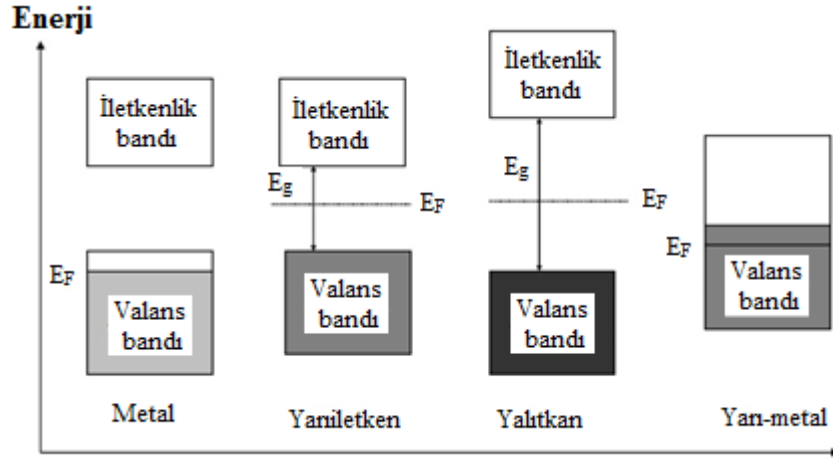 Enerji
İletkenlik
bandı
İletkenlik
bandı
İletkenlik
bandı
Eg
EF
Eg
EF
EF
Valans
bandı
Valans
bandı
Valans
bandı
EF
Valans
bandı
Metal
Yarıiletken
Yalıtkan
Yarı-metal